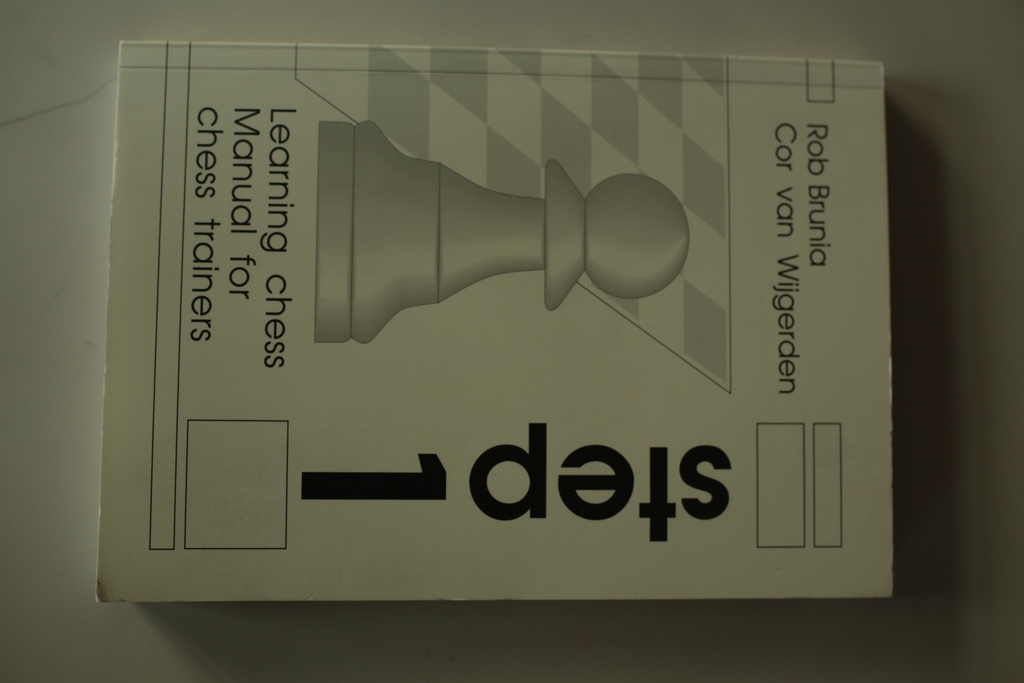 Rob Brunia
Cor van Wijgerden
step 1
Learning chess
Manual for
chess trainers